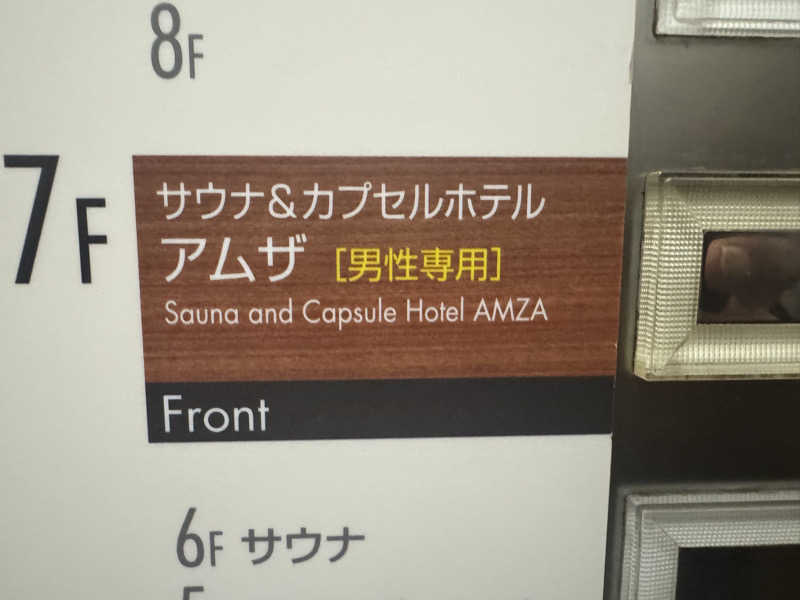 8F
7F
サウナ&カプセルホテル
アムザ [男性専用]
Sauna and Capsule Hotel AMZA
Front
6F サウナ